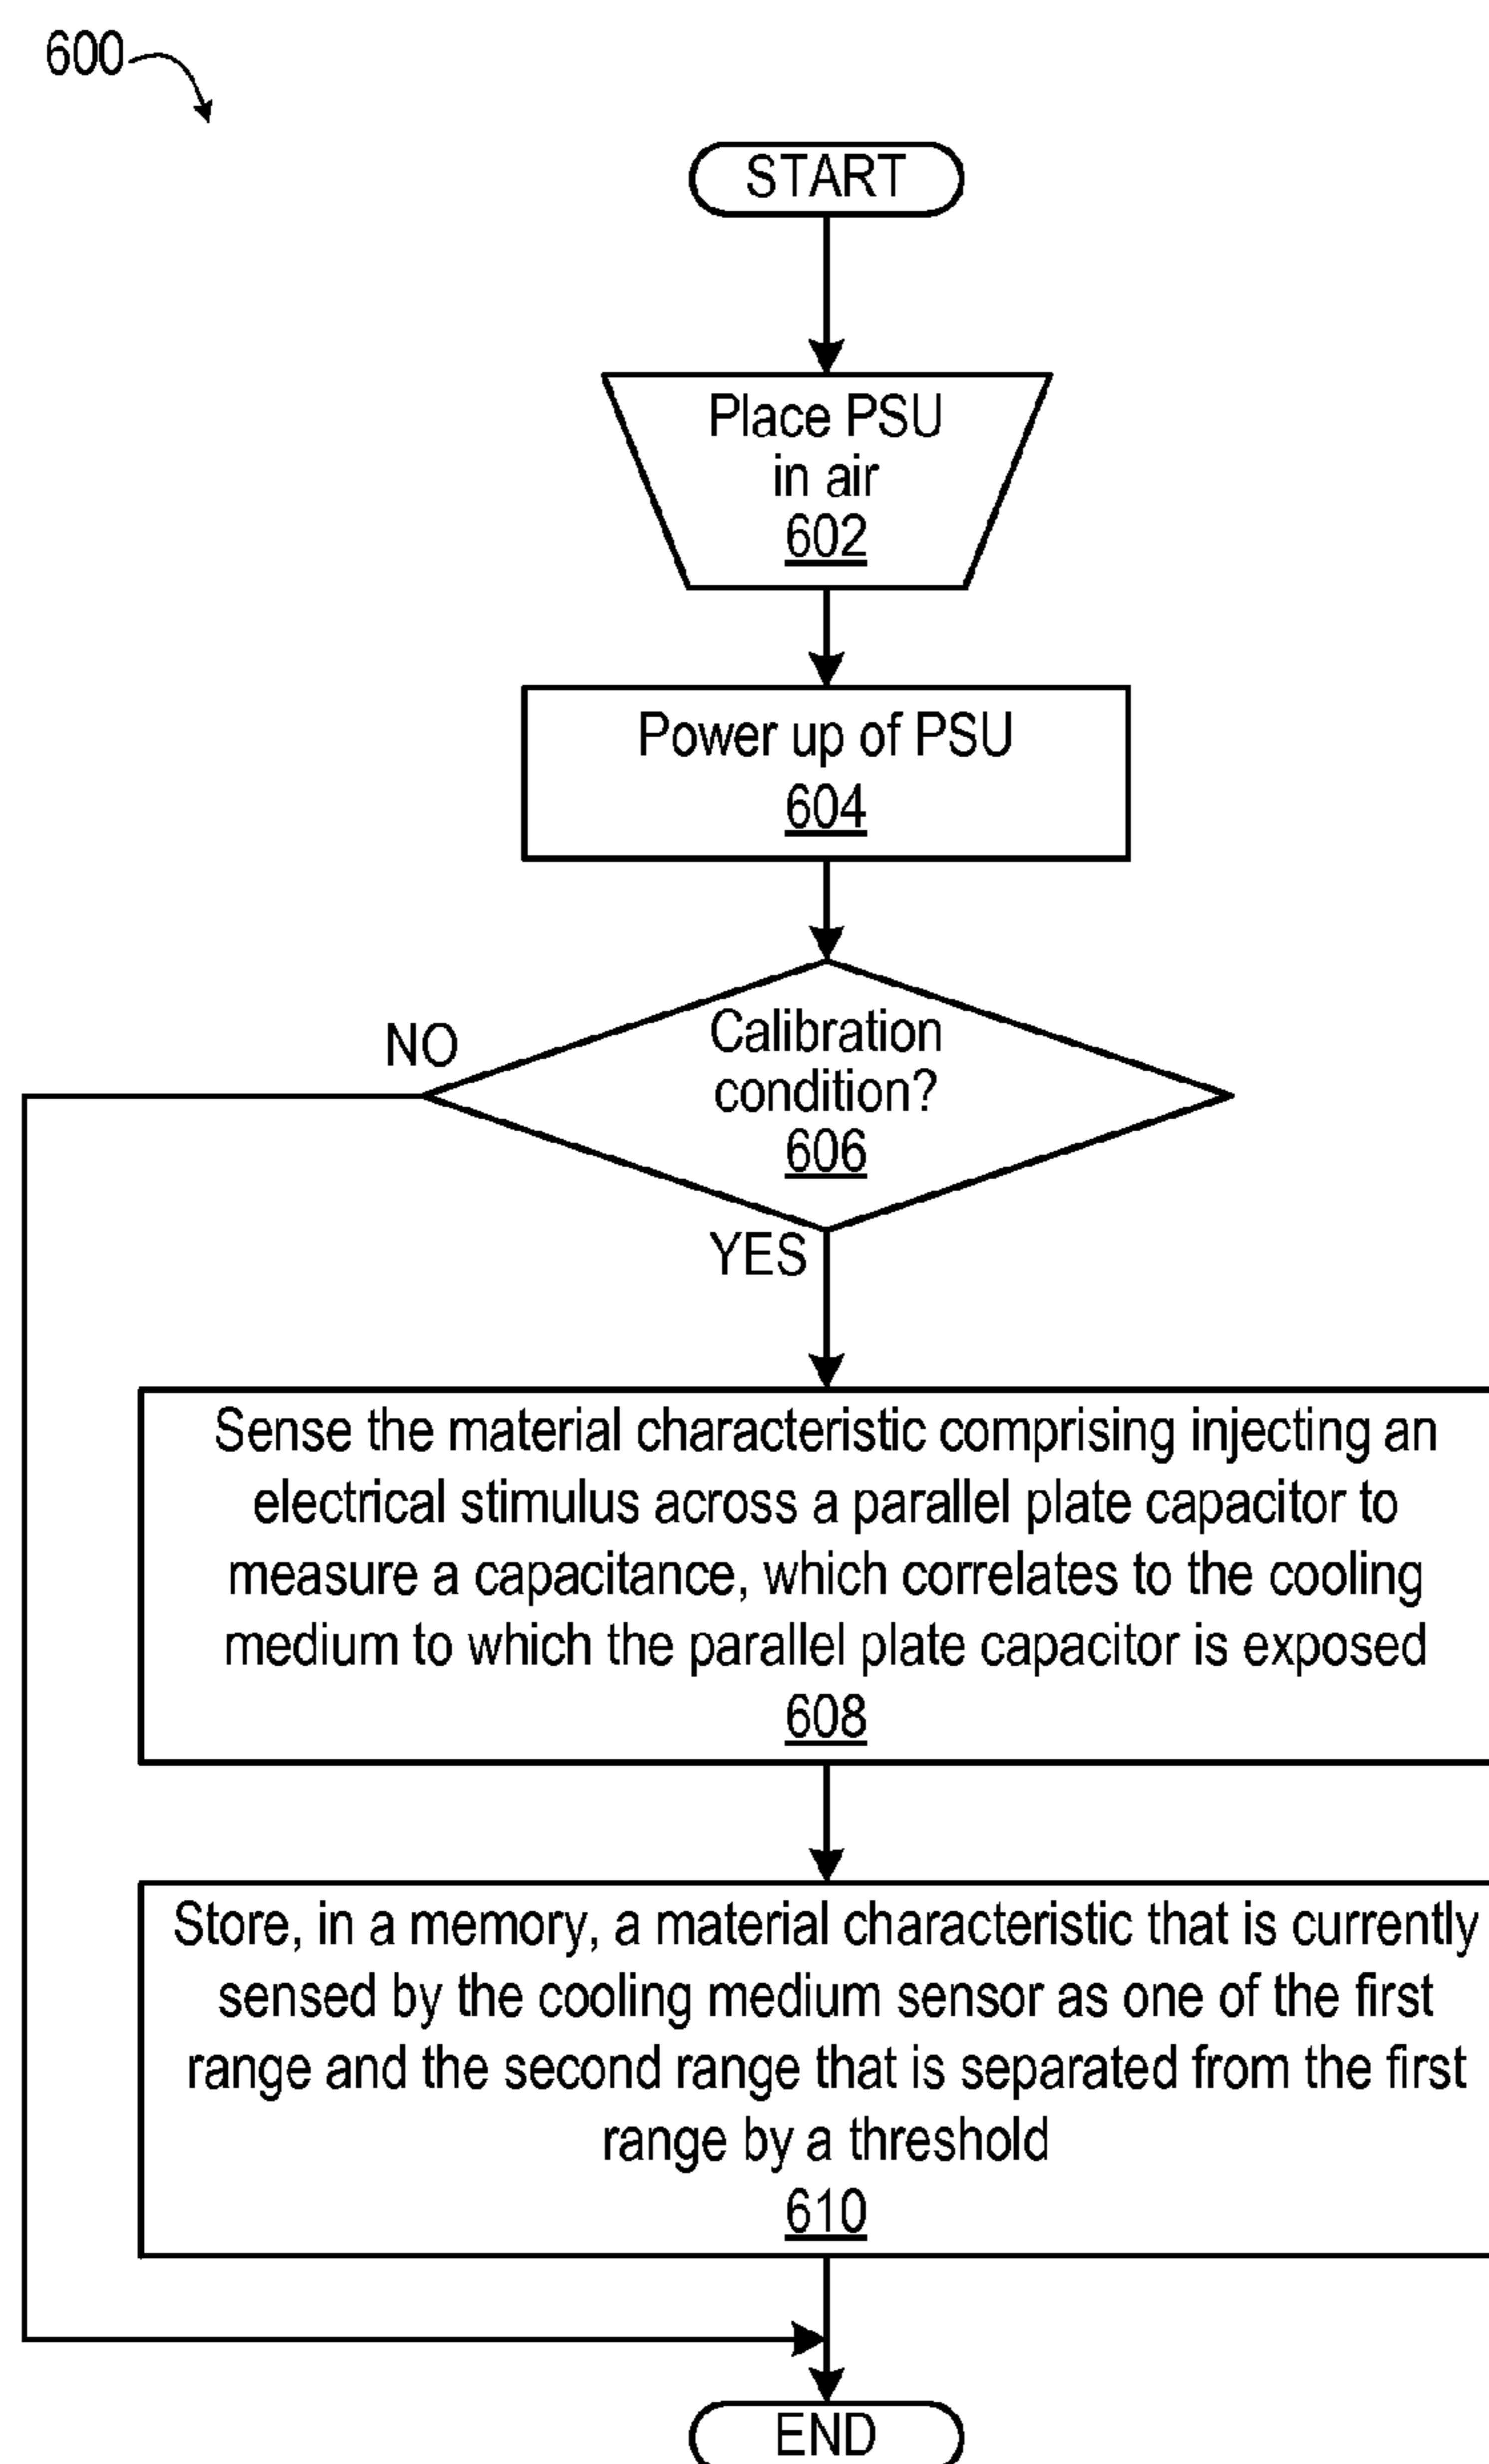 600
START
Place PSU
in air
602
Power up of PSU
604
Calibration
condition?
606
NO
YES
Sense the material characteristic comprising injecting an
electrical stimulus across a parallel plate capacitor to
measure a capacitance, which correlates to the cooling
medium to which the parallel plate capacitor is exposed
608
Store, in a memory, a material characteristic that is currently
sensed by the cooling medium sensor as one of the first
range and the second range that is separated from the first
range by a threshold
610
END